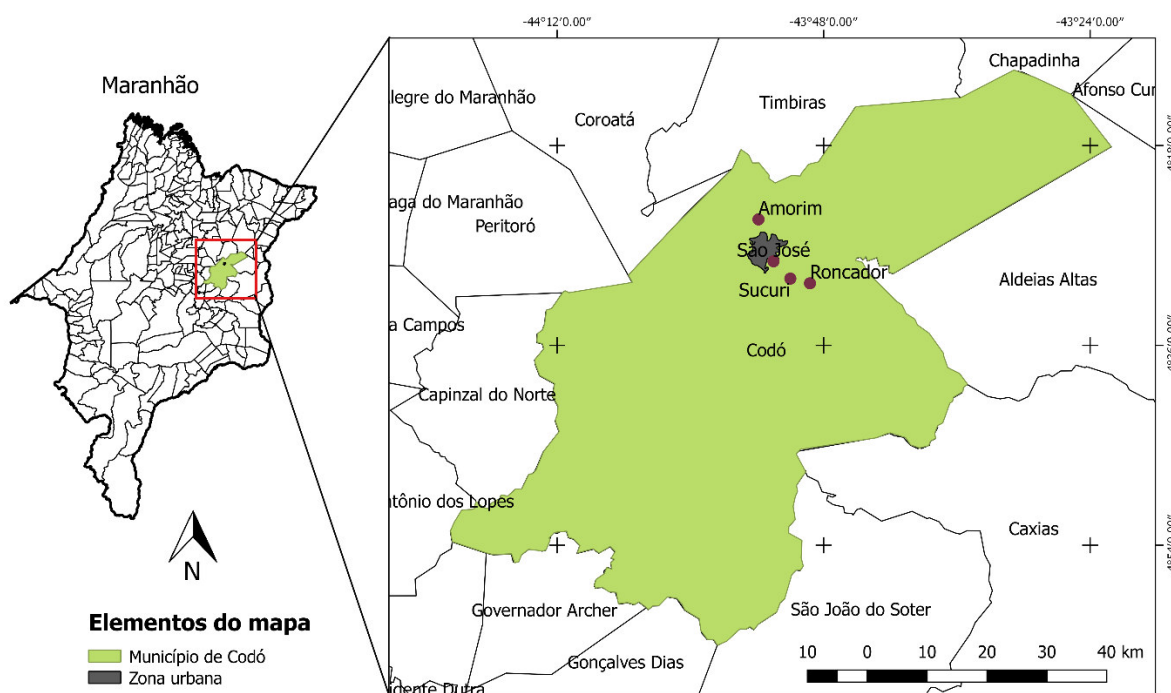 -44°12'0.00" -43°48'0.00" -43°24'0.00"
Maranhão
Chapadinha
Afonso Cun
alegre do Maranhão
Timbiras
Coroatá
aga do Maranhão
Peritoró
Amorim
São José
Roncador
Sucuri
Aldeias Altas
a Campos
Codó
Capinzal do Norte
ntônio dos Lopes
Caxias
N
Governador Archer
São João do Soter
Elementos do mapa
Município de Codó
Gonçalves Dias
Zona urbana
10 0 10 20 30 40 km